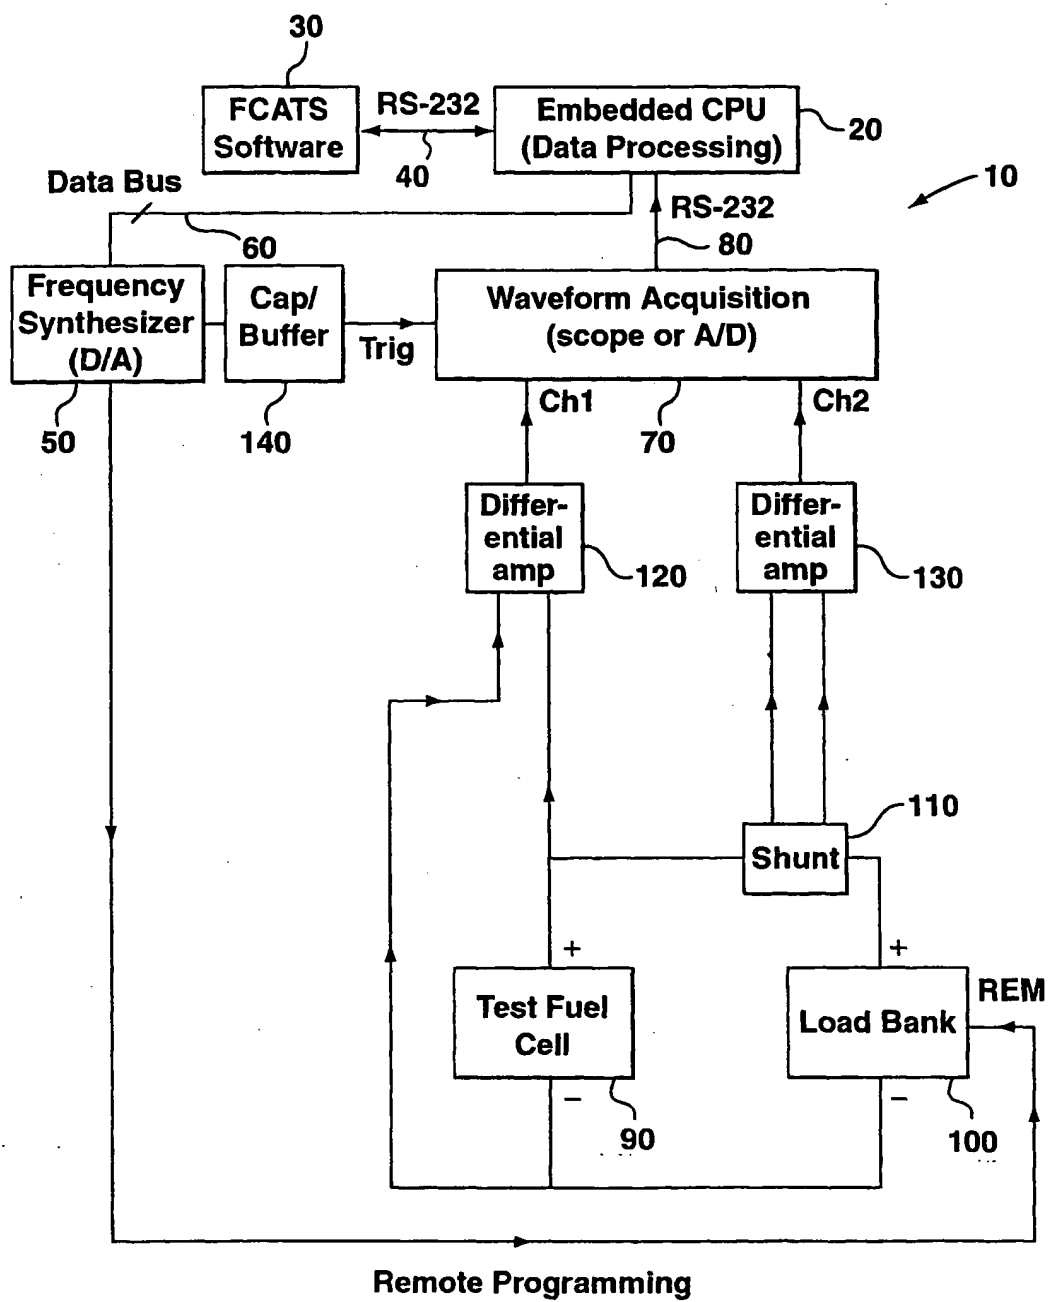 30
FCATS
Software
RS-232
40
Embedded CPU
(Data Processing)
20
10
Data Bus
60
RS-232
80
Frequency
Synthesizer
(D/A)
50
Cap/
Buffer
140
Trig
Waveform Acquisition
(scope or A/D)
70
Ch1
Ch2
Differ-
ential
amp
120
Differ-
ential
amp
130
110
Shunt
+
Test Fuel
Cell
–
90
+
Load Bank
–
100
REM
Remote Programming